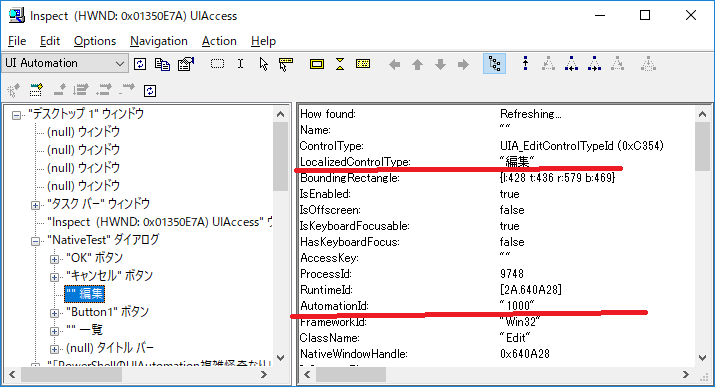 Inspect (HWND: 0x01350E7A) UIAccess
File Edit Options Navigation Action Help
UI Automation
"デスクトップ 1" ウィンドウ
(null) ウィンドウ
(null) ウィンドウ
(null) ウィンドウ
(null) ウィンドウ
"タスク バー" ウィンドウ
"Inspect (HWND: 0x01350E7A) UIAccess" ウ
"NativeTest" ダイアログ
"OK" ボタン
"キャンセル" ボタン
"" 編集
"Button1" ボタン
"" 一覧
(null) タイトル バー
"「PowerShellのUIAutomation複雑怪奇なり
How found: Refreshing...
Name: ""
ControlType: UIA_EditControlTypeId (0xC354)
LocalizedControlType: "編集"
BoundingRectangle: {l:428 t:436 r:579 b:469}
IsEnabled: true
IsOffscreen: false
IsKeyboardFocusable: true
HasKeyboardFocus: false
AccessKey: ""
ProcessId: 9748
RuntimeId: [2A.640A28]
AutomationId: "1000"
FrameworkId: "Win32"
ClassName: "Edit"
NativeWindowHandle: 0x640A28